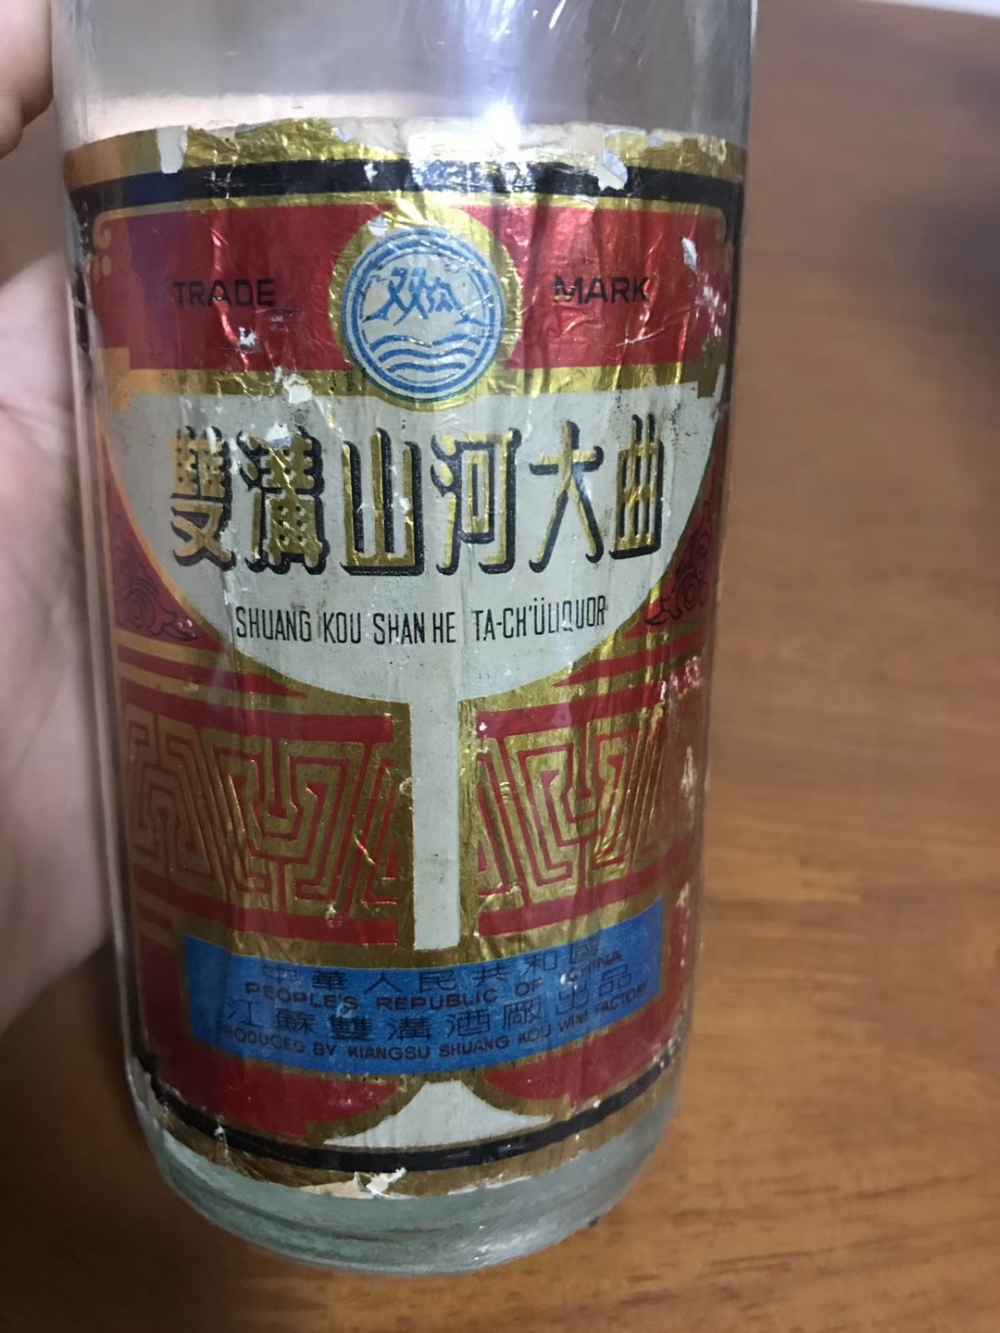 TRADE MARK
双沟
雙溝山河大曲
SHUANG KOU SHAN HE TA-CH'ÜLIQUOR
中華人民共和國
PEOPLE'S REPUBLIC OF CHINA
江蘇雙溝酒廠出品
PRODUCED BY KIANGSU SHUANG KOU WINE FACTORY